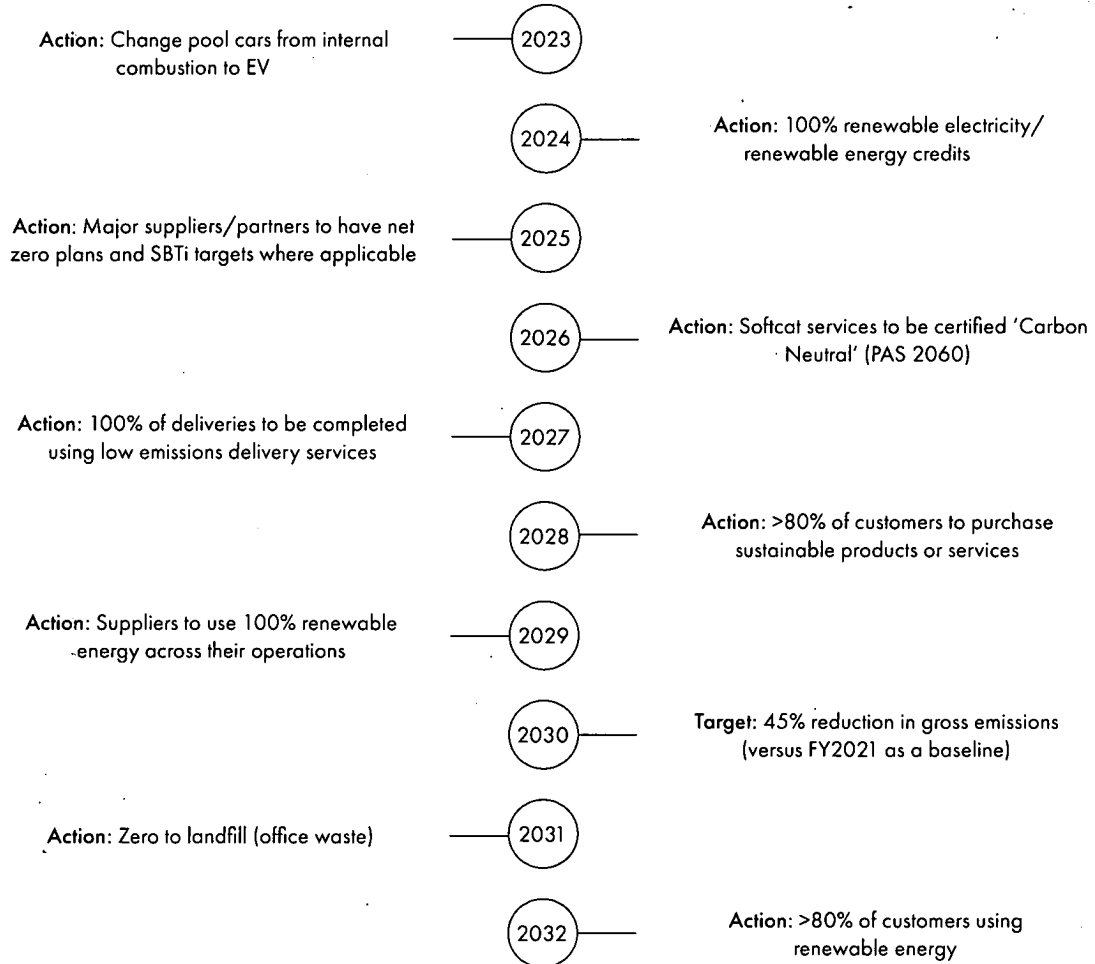 Action: Change pool cars from internal
combustion to EV
2023
2024
Action: 100% renewable electricity/
renewable energy credits
Action: Major suppliers/partners to have net
zero plans and SBTi targets where applicable
2025
2026
Action: Softcat services to be certified ‘Carbon
Neutral’ (PAS 2060)
Action: 100% of deliveries to be completed
using low emissions delivery services
2027
2028
Action: >80% of customers to purchase
sustainable products or services
Action: Suppliers to use 100% renewable
energy across their operations
2029
2030
Target: 45% reduction in gross emissions
(versus FY2021 as a baseline)
Action: Zero to landfill (office waste)
2031
2032
Action: >80% of customers using
renewable energy